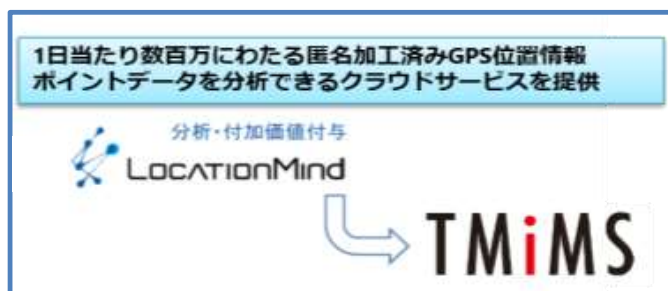 1日当たり数百万にわたる匿名加工済みGPS位置情報
ポイントデータを分析できるクラウドサービスを提供
分析・付加価値付与
LOCATIONMIND
TMiMS